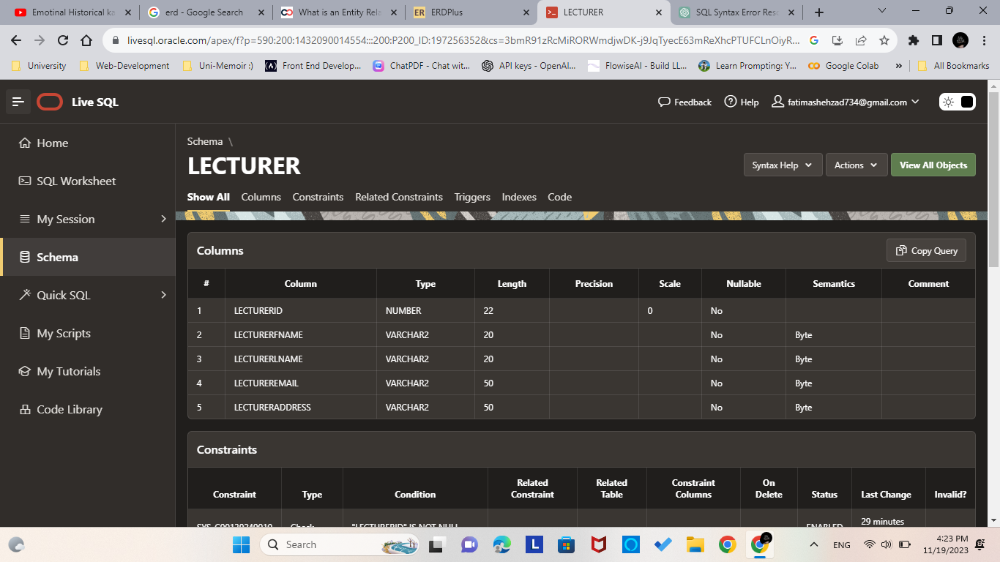 Emotinal Historical ka
erd - Google Search
What is an Entity Rela
ERDPlus
LECTURER
SQL Syntax Error Reso
livesql.oracle.com/apex/f?p=590:200:1432090014554:::200:P200_ID:197256352&cs=3bmR91zRcMiRORWmdjwDK-j9JqTyecE63mReXhcPTUFCLnOiyR...
University
Web-Development
Uni-Memoir :)
Front End Develop...
ChatPDF - Chat wit...
API keys - OpenAI...
FlowiseAI - Build LL...
Learn Prompting: Y...
Google Colab
»
All Bookmarks
Live SQL
Feedback
Help
fatimashehzad734@gmail.com
Home
SQL Worksheet
My Session
Schema
Quick SQL
My Scripts
My Tutorials
Code Library
Schema \
LECTURER
Syntax Help
Actions
View All Objects
Show All Columns Constraints Related Constraints Triggers Indexes Code
Columns
Copy Query
# Column Type Length Precision Scale Nullable Semantics Comment
1 LECTURERID NUMBER 22 0 No
2 LECTURERFNAME VARCHAR2 20 No Byte
3 LECTURERLNAME VARCHAR2 20 No Byte
4 LECTUREREMAIL VARCHAR2 50 No Byte
5 LECTURERADDRESS VARCHAR2 50 No Byte
Constraints
Constraint Type Condition Related Constraint Related Table Constraint Columns On Delete Status Last Change Invalid?
Check "LECTURERID" IS NOT NULL ENABLED 29 minutes
Search
ENG
4:23 PM
11/19/2023